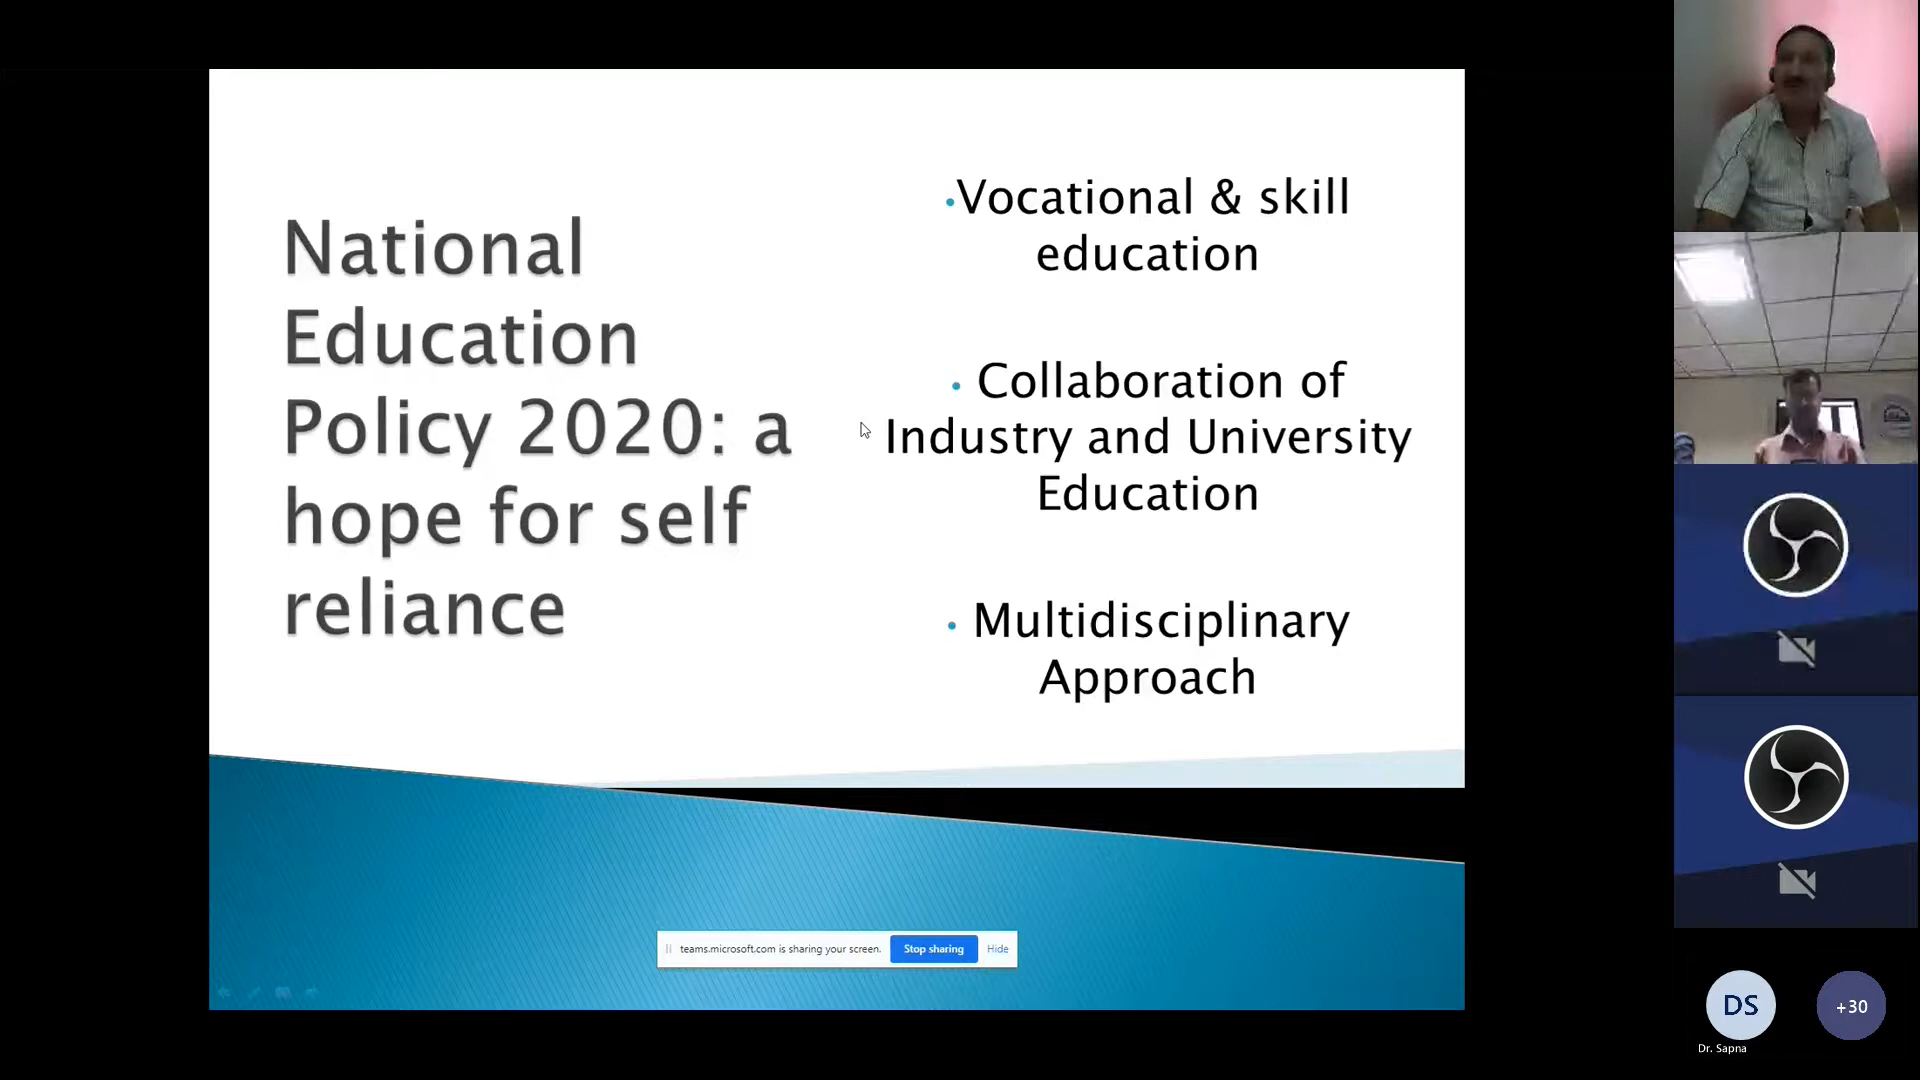 National
Education
Policy 2020: a
hope for self
reliance
•Vocational & skill
education
• Collaboration of
Industry and University
Education
• Multidisciplinary
Approach
teams.microsoft.com is sharing your screen. Stop sharing Hide
DS
Dr. Sapna
+30